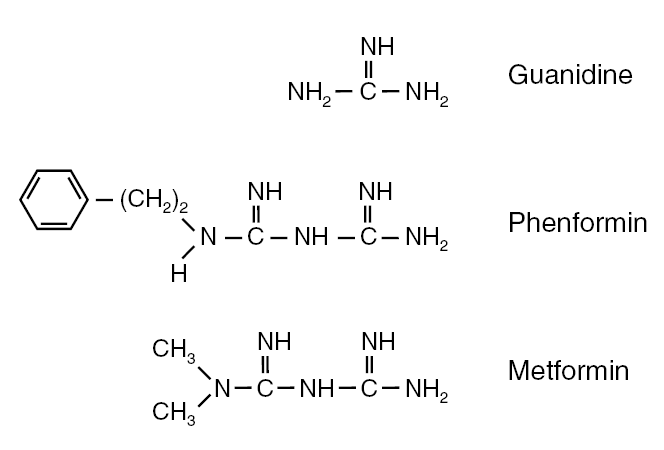 NH
NH₂ – C – NH₂ Guanidine
(CH₂)₂ NH NH
N – C – NH – C – NH₂ Phenformin
H
CH₃ NH NH
N – C – NH – C – NH₂ Metformin
CH₃